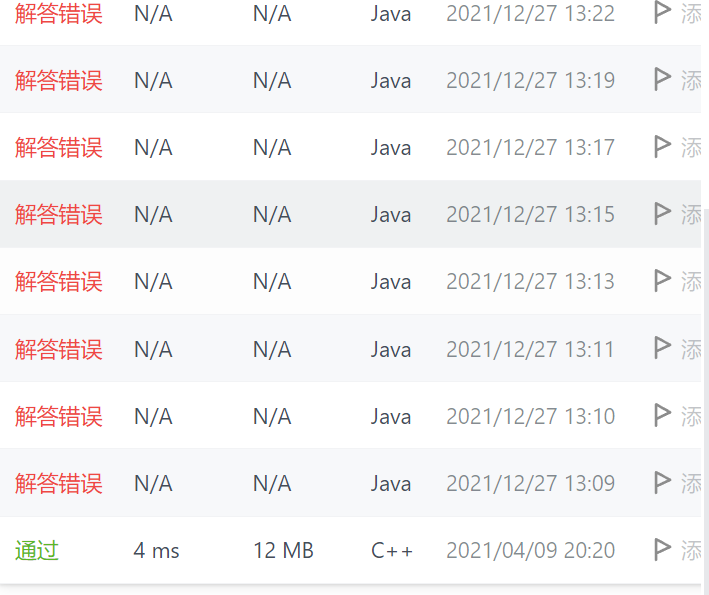 解答错误 N/A N/A Java 2021/12/27 13:22 添
解答错误 N/A N/A Java 2021/12/27 13:19 添
解答错误 N/A N/A Java 2021/12/27 13:17 添
解答错误 N/A N/A Java 2021/12/27 13:15 添
解答错误 N/A N/A Java 2021/12/27 13:13 添
解答错误 N/A N/A Java 2021/12/27 13:11 添
解答错误 N/A N/A Java 2021/12/27 13:10 添
解答错误 N/A N/A Java 2021/12/27 13:09 添
通过 4 ms 12 MB C++ 2021/04/09 20:20 添